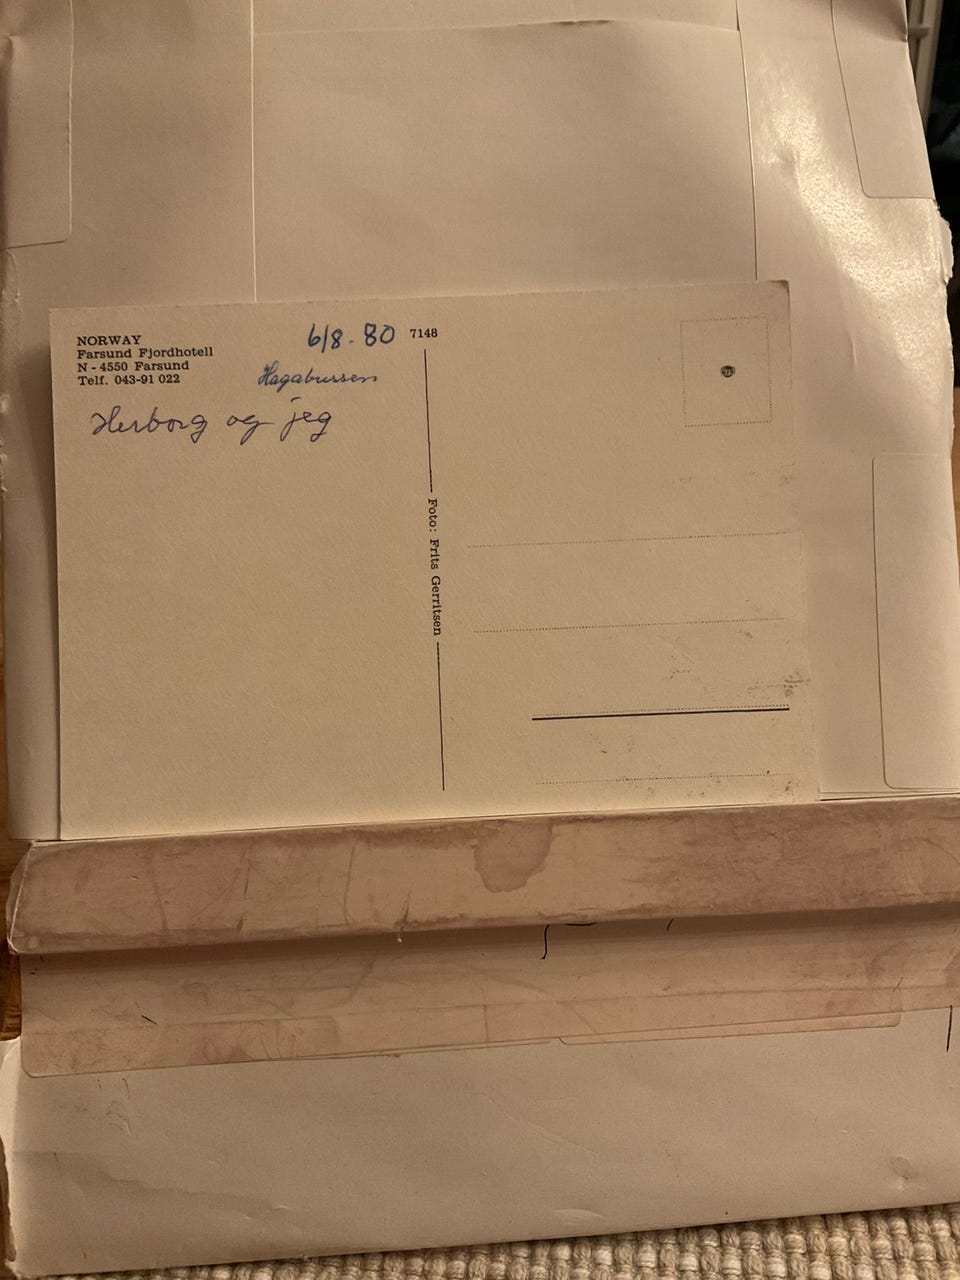 NORWAY
Farsund Fjordhotell
N - 4550 Farsund
Telf. 043-91 022
6/8. 80
7148
Hagabussen
Herborg og jeg
Foto: Frits Gerritsen